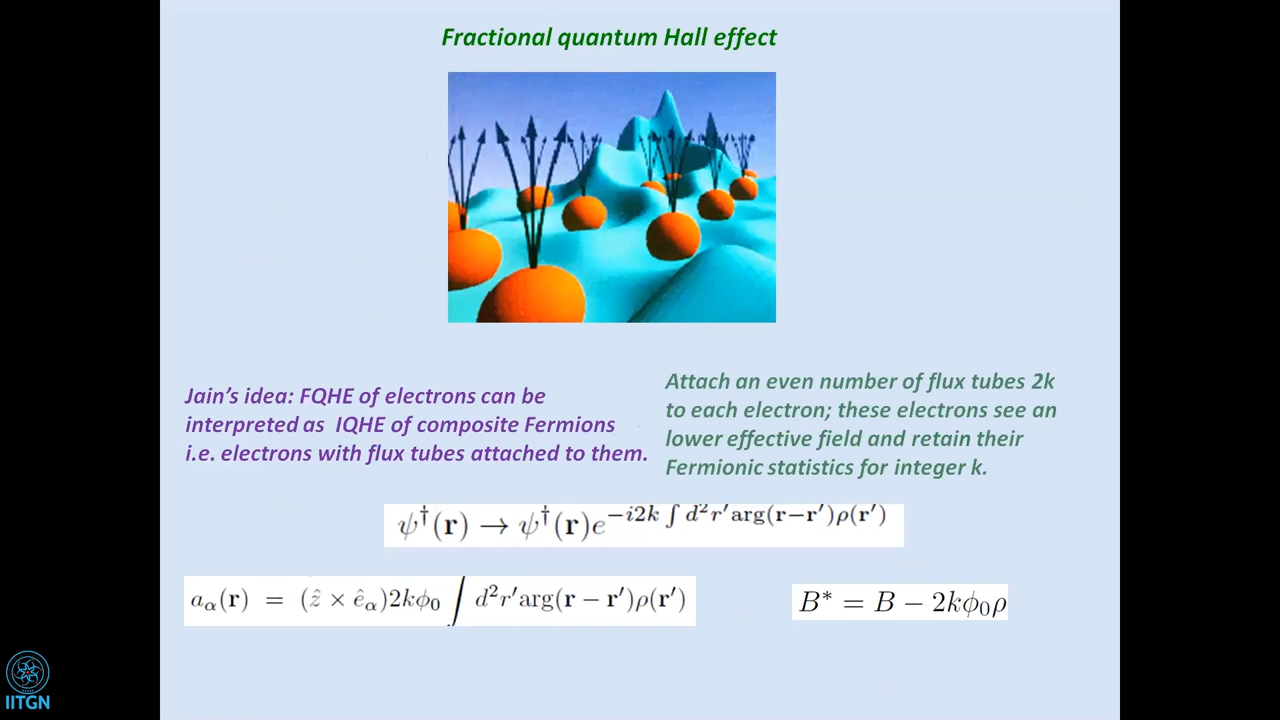 Fractional quantum Hall effect
Jain's idea: FQHE of electrons can be
interpreted as IQHE of composite Fermions
i.e. electrons with flux tubes attached to them.
Attach an even number of flux tubes 2k
to each electron; these electrons see an
lower effective field and retain their
Fermionic statistics for integer k.
ψ†(r) → ψ†(r)e^{−i2k ∫ d²r′arg(r−r′)ρ(r′)}
a_α(r) = (ẑ × ê_α)2kϕ₀ ∫ d²r′arg(r − r′)ρ(r′)
B* = B − 2kϕ₀ρ
IITGN